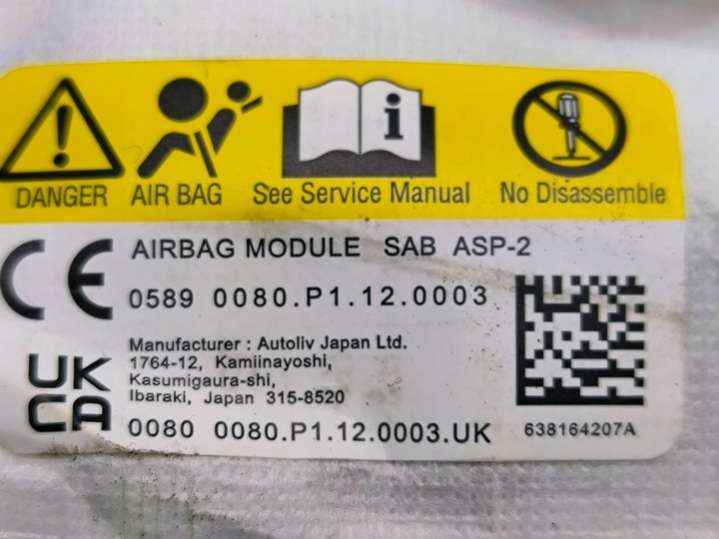 DANGER AIR BAG See Service Manual No Disassemble
CE AIRBAG MODULE SAB ASP-2
0589 0080.P1.12.0003
Manufacturer : Autoliv Japan Ltd.
1764-12, Kamiinayoshi,
Kasumigaura-shi,
Ibaraki, Japan 315-8520
UK
CA
0080 0080.P1.12.0003.UK
638164207A